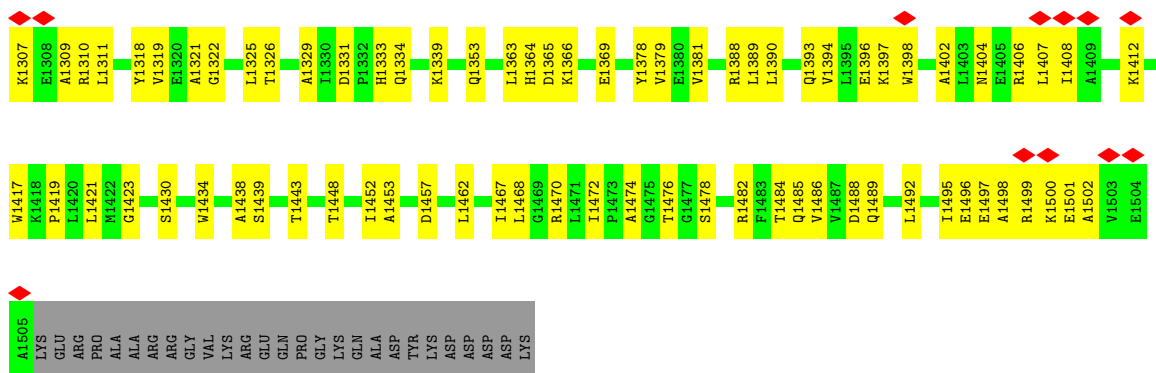 K1307 E1308 A1309 R1310 L1311 Y1318 V1319 E1320 A1321 G1322 L1325 T1326 A1329 I1330 D1331 P1332 H1333 Q1334 K1339 Q1353 L1363 H1364 D1365 K1366 E1369 Y1378 V1379 E1380 V1381 R1388 L1389 L1390 Q1393 V1394 L1395 E1396 K1397 W1398 A1402 L1403 N1404 E1405 R1406 L1407 I1408 A1409 K1412
W1417 K1418 P1419 L1420 L1421 M1422 G1423 S1430 W1434 A1438 S1439 T1443 T1448 I1452 A1453 D1457 L1462 I1467 L1468 G1469 R1470 L1471 I1472 P1473 A1474 G1475 T1476 G1477 S1478 R1482 F1483 T1484 Q1485 V1486 V1487 D1488 Q1489 L1492 I1495 E1496 E1497 A1498 R1499 K1500 E1501 A1502 V1503 E1504
A1505 LYS GLU ARG PRO ALA ALA ARG ARG GLY VAL LYS ARG GLU GLN PRO GLY LYS GLN ALA ASP TYR LYS ASP ASP ASP ASP LYS